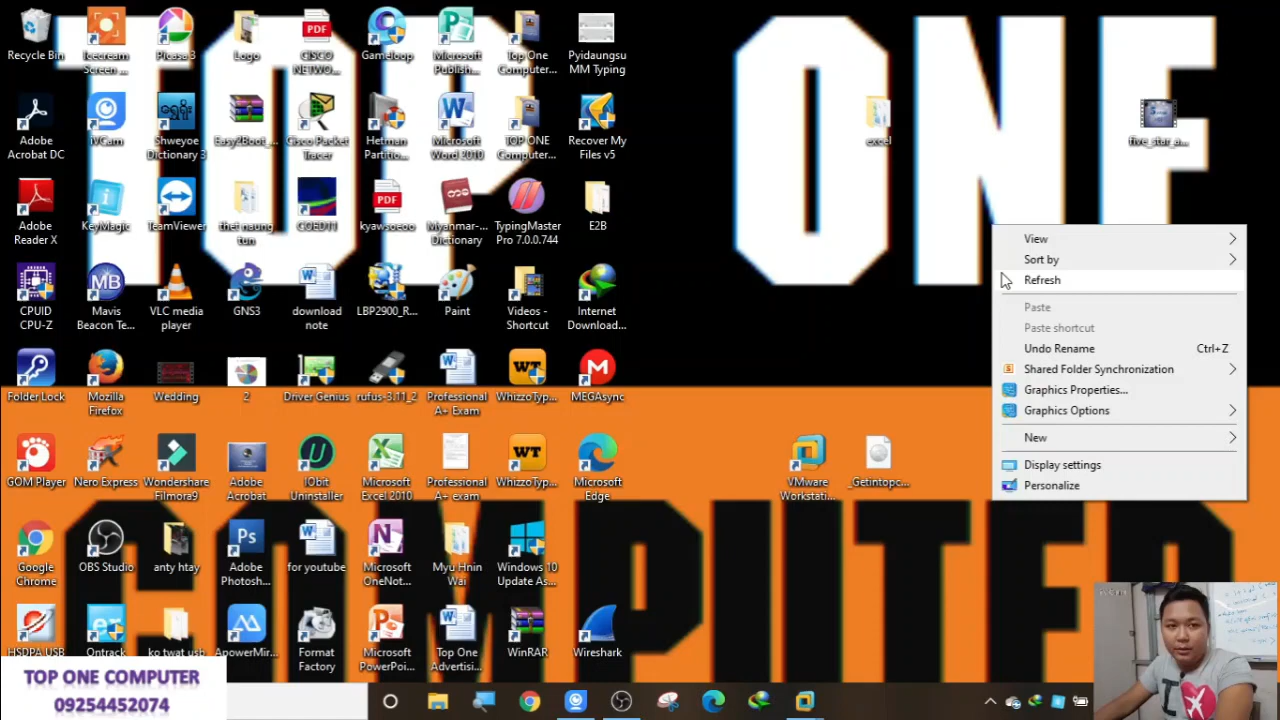 TOP ONE
COMPUTER
Recycle Bin
Icecream
Screen ...
Picasa 3
Logo
CISCO
NETWO...
Gameloop
Microsoft
Publish...
Top One
Computer...
Pyidaungsu
MM Typing
Adobe
Acrobat DC
iVCam
Shweyoe
Dictionary 3
Easy2Boot_...
Cisco Packet
Tracer
Hetman
Partitio...
Microsoft
Word 2010
TOP ONE
Computer...
Recover My
Files v5
excel
five_star_a...
Adobe
Reader X
KeyMagic
TeamViewer
thet naung
tun
COED11
kyawsoeoo
Myanmar-...
Dictionary
TypingMaster
Pro 7.0.0.744
E2B
CPUID
CPU-Z
Mavis
Beacon Te...
VLC media
player
GNS3
download
note
LBP2900_R...
Paint
Videos -
Shortcut
Internet
Download...
Folder Lock
Mozilla
Firefox
Wedding
2
Driver Genius
rufus-3.11_2
Professional
A+ Exam
WhizzoTyp...
MEGAsync
GOM Player
Nero Express
Wondershare
Filmora9
Adobe
Acrobat
IObit
Uninstaller
Microsoft
Excel 2010
Professional
A+ exam
WhizzoTyp...
Microsoft
Edge
VMware
Workstati...
_Getintopc...
Google
Chrome
OBS Studio
anty htay
Adobe
Photosh...
for youtube
Microsoft
OneNot...
Myu Hnin
Wai
Windows 10
Update As...
HSDPA USB
Ontrack
ko twat usb
ApowerMir...
Format
Factory
Microsoft
PowerPoi...
Top One
Advertisi...
WinRAR
Wireshark
View
Sort by
Refresh
Paste
Paste shortcut
Undo Rename Ctrl+Z
Shared Folder Synchronization
Graphics Properties...
Graphics Options
New
Display settings
Personalize
TOP ONE COMPUTER
09254452074